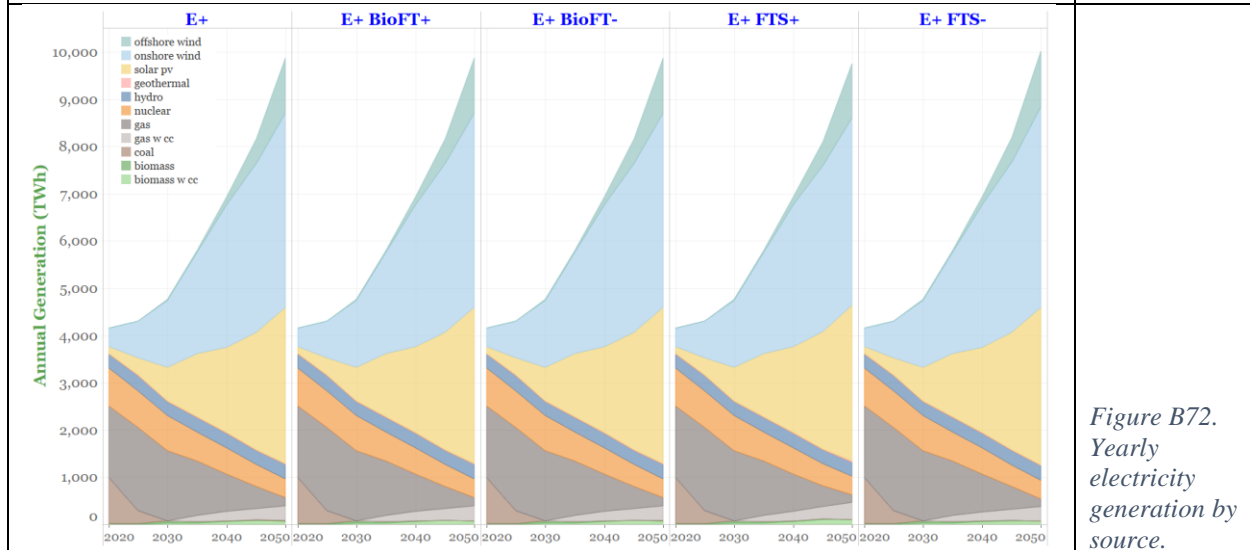 E+ E+ BioFT+ E+ BioFT- E+ FTS+ E+ FTS-
offshore wind
onshore wind
solar pv
geothermal
hydro
nuclear
gas
gas w cc
coal
biomass
biomass w cc
Annual Generation (TWh)
10,000
9,000
8,000
7,000
6,000
5,000
4,000
3,000
2,000
1,000
0
2020 2030 2040 2050 2020 2030 2040 2050 2020 2030 2040 2050 2020 2030 2040 2050 2020 2030 2040 2050
Figure B72.
Yearly
electricity
generation by
source.